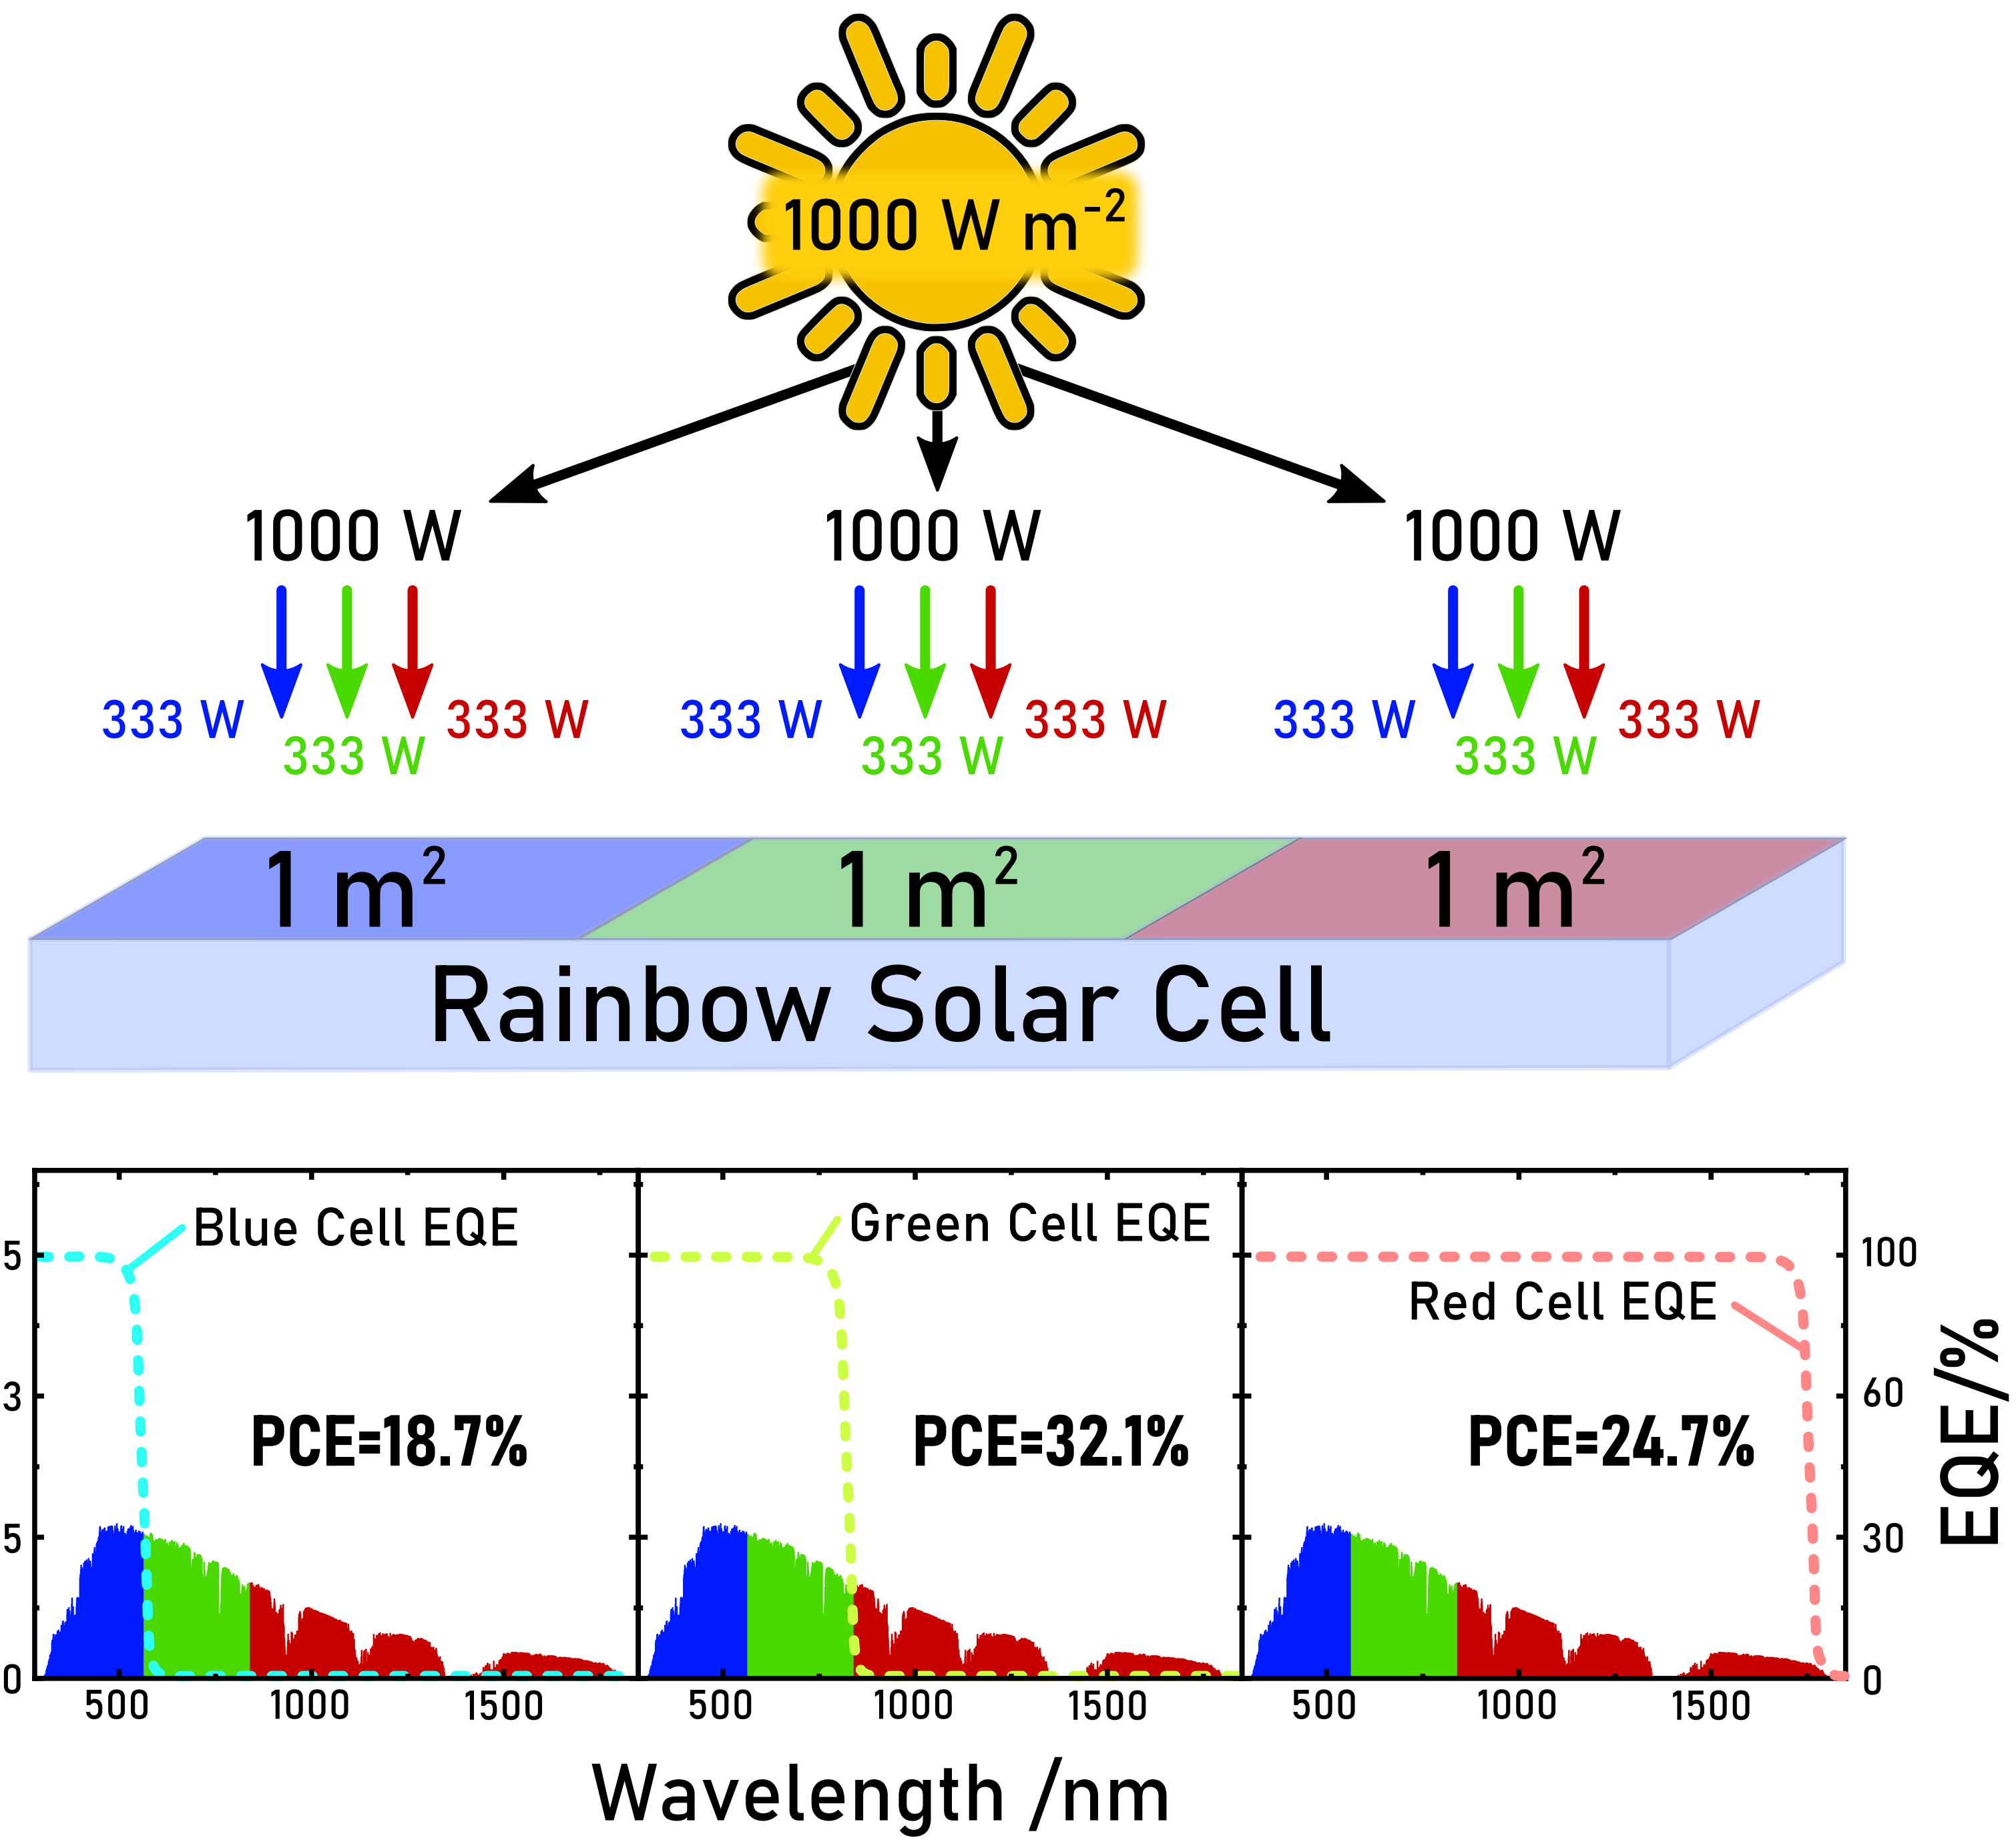 1000 W m⁻²
1000 W 1000 W 1000 W
333 W 333 W 333 W 333 W 333 W 333 W
333 W 333 W 333 W
1 m² 1 m² 1 m²
Rainbow Solar Cell
Blue Cell EQE Green Cell EQE
5 100
Red Cell EQE
3 60
PCE=18.7% PCE=32.1% PCE=24.7%
EQE/%
5 30
0 0
500 1000 1500 500 1000 1500 500 1000 1500
Wavelength /nm